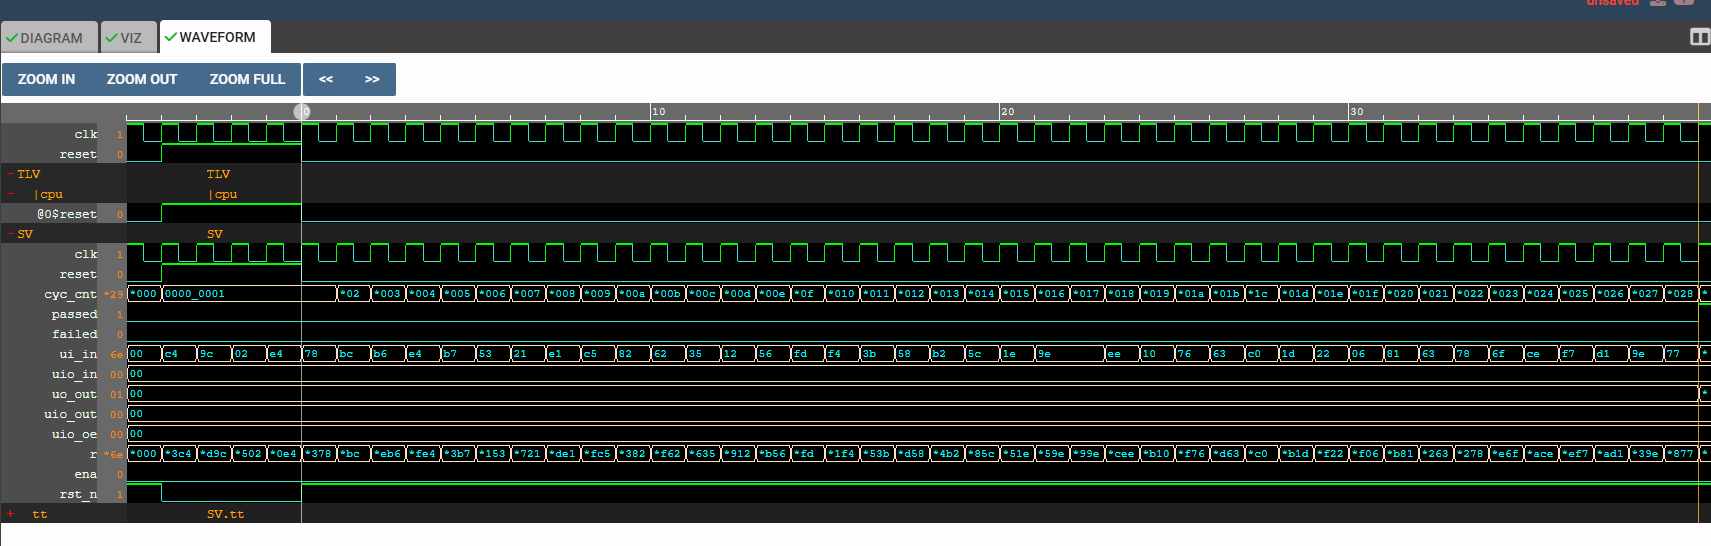 unsaved
DIAGRAM VIZ WAVEFORM
ZOOM IN ZOOM OUT ZOOM FULL << >>
0 10 20 30
clk 1
reset 0
TLV TLV
|cpu |cpu
@0$reset 0
SV SV
clk 1
reset 0
cyc_cnt *29 *000 0000_0001 *02 *003 *004 *005 *006 *007 *008 *009 *00a *00b *00c *00d *00e *0f *010 *011 *012 *013 *014 *015 *016 *017 *018 *019 *01a *01b *1c *01d *01e *01f *020 *021 *022 *023 *024 *025 *026 *027 *028 *
passed 1
failed 0
ui_in 6e 00 c4 9c 02 e4 78 bc b6 e4 b7 53 21 e1 c5 82 62 35 12 56 fd f4 3b 58 b2 5c 1e 9e ee 10 76 63 c0 1d 22 06 81 63 78 6f ce f7 d1 9e 77 *
uio_in 00 00
uo_out 01 00 *
uio_out 00 00
uio_oe 00 00
r *6e *000 *3c4 *d9c *502 *0e4 *378 *bc *eb6 *fe4 *3b7 *153 *721 *de1 *fc5 *382 *f62 *635 *912 *b56 *fd *1f4 *53b *d58 *4b2 *85c *51e *59e *99e *cee *b10 *f76 *d63 *c0 *b1d *f22 *f06 *b81 *263 *278 *e6f *ace *ef7 *ad1 *39e *877 *
ena 0
rst_n 1
tt SV.tt